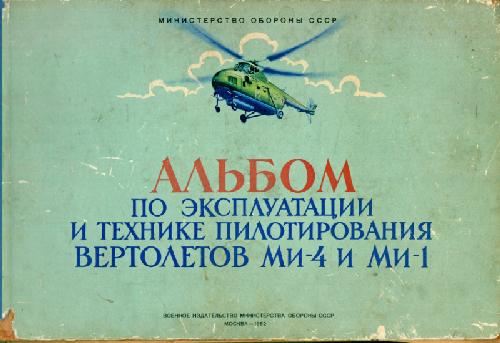 МИНИСТЕРСТВО ОБОРОНЫ СССР
АЛЬБОМ
ПО ЭКСПЛУАТАЦИИ
И ТЕХНИКЕ ПИЛОТИРОВАНИЯ
ВЕРТОЛЕТОВ МИ-4 И МИ-1
ВОЕННОЕ ИЗДАТЕЛЬСТВО МИНИСТЕРСТВА ОБОРОНЫ СССР
МОСКВА—1962